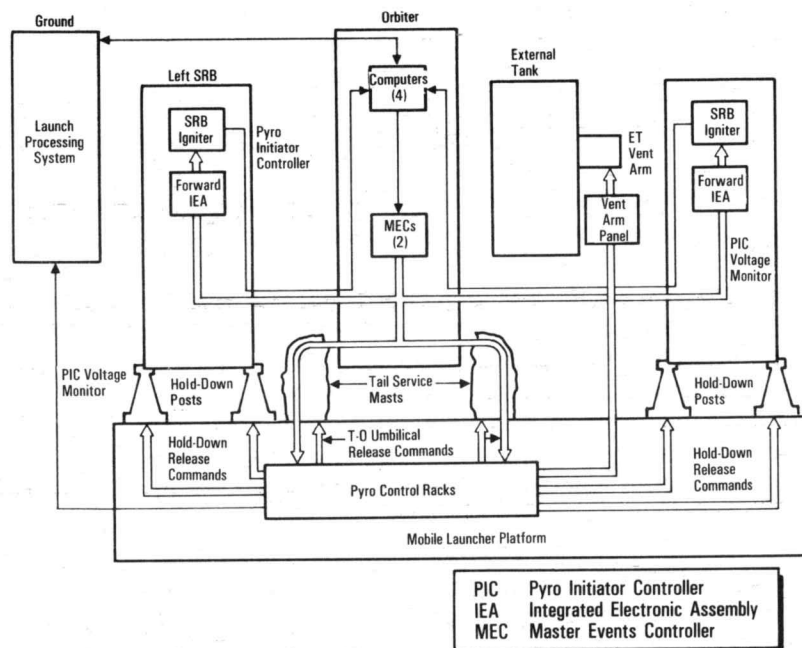 Ground
Launch
Processing
System
Left SRB
SRB
Igniter
Forward
IEA
Pyro
Initiator
Controller
Orbiter
Computers
(4)
MECs
(2)
External
Tank
ET
Vent
Arm
Vent
Arm
Panel
Right SRB
SRB
Igniter
Forward
IEA
PIC
Voltage
Monitor
PIC Voltage
Monitor
Hold-Down
Posts
Tail Service
Masts
Hold-Down
Posts
Hold-Down
Release
Commands
T-O Umbilical
Release Commands
Hold-Down
Release
Commands
Pyro Control Racks
Mobile Launcher Platform
PIC Pyro Initiator Controller
IEA Integrated Electronic Assembly
MEC Master Events Controller